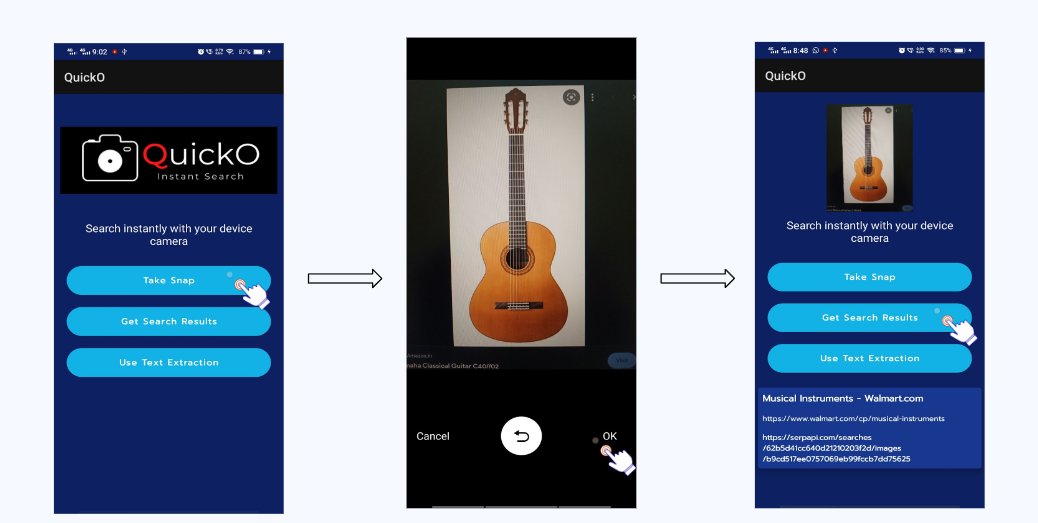 9:02
87%
QuickO
QuickO
Instant Search
Search instantly with your device
camera
Take Snap
Get Search Results
Use Text Extraction
Classical Guitar C40//02
Visit
Cancel
OK
8:48
85%
QuickO
Search instantly with your device
camera
Take Snap
Get Search Results
Use Text Extraction
Musical Instruments - Walmart.com
https://www.walmart.com/cp/musical-instruments
https://serpapi.com/searches
/62b5d41cc640d21210203f2d/images
/b9cd517ee0757069eb99fccb7dd75625